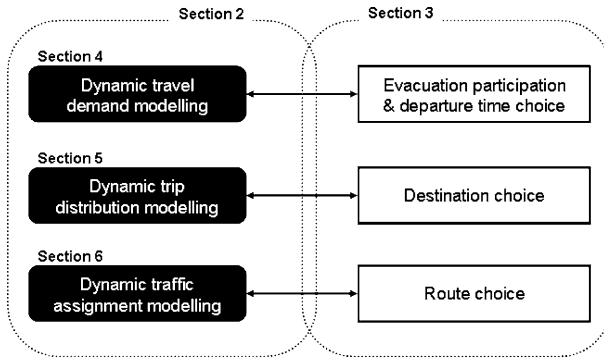 Section 2
Section 3
Section 4
Dynamic travel
demand modelling
Evacuation participation
& departure time choice
Section 5
Dynamic trip
distribution modelling
Destination choice
Section 6
Dynamic traffic
assignment modelling
Route choice